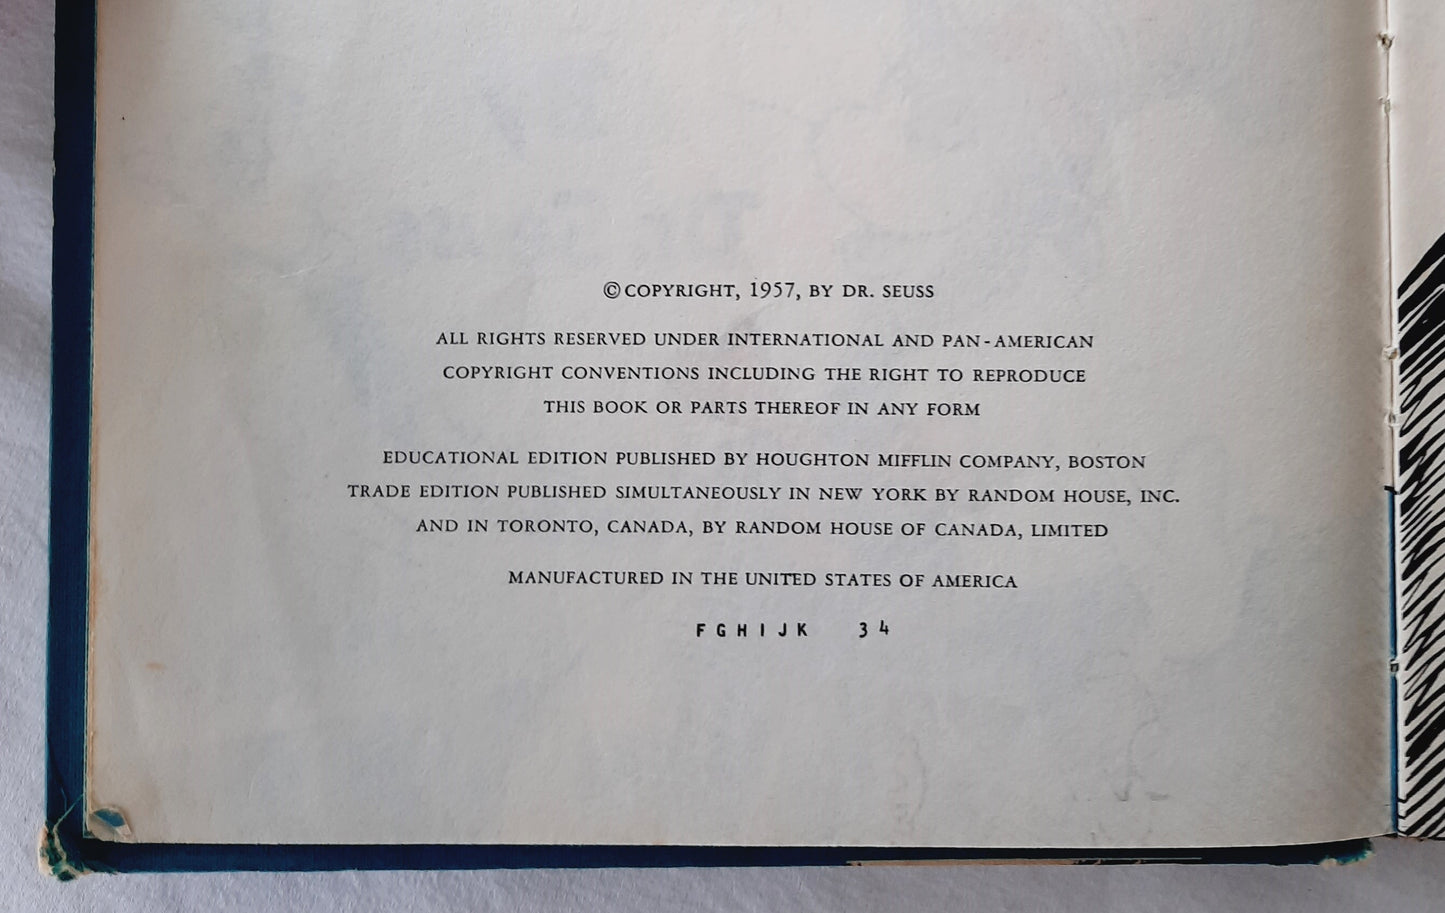 © COPYRIGHT, 1957, BY DR. SEUSS
ALL RIGHTS RESERVED UNDER INTERNATIONAL AND PAN-AMERICAN
COPYRIGHT CONVENTIONS INCLUDING THE RIGHT TO REPRODUCE
THIS BOOK OR PARTS THEREOF IN ANY FORM
EDUCATIONAL EDITION PUBLISHED BY HOUGHTON MIFFLIN COMPANY, BOSTON
TRADE EDITION PUBLISHED SIMULTANEOUSLY IN NEW YORK BY RANDOM HOUSE, INC.
AND IN TORONTO, CANADA, BY RANDOM HOUSE OF CANADA, LIMITED
MANUFACTURED IN THE UNITED STATES OF AMERICA
F G H I J K 3 4